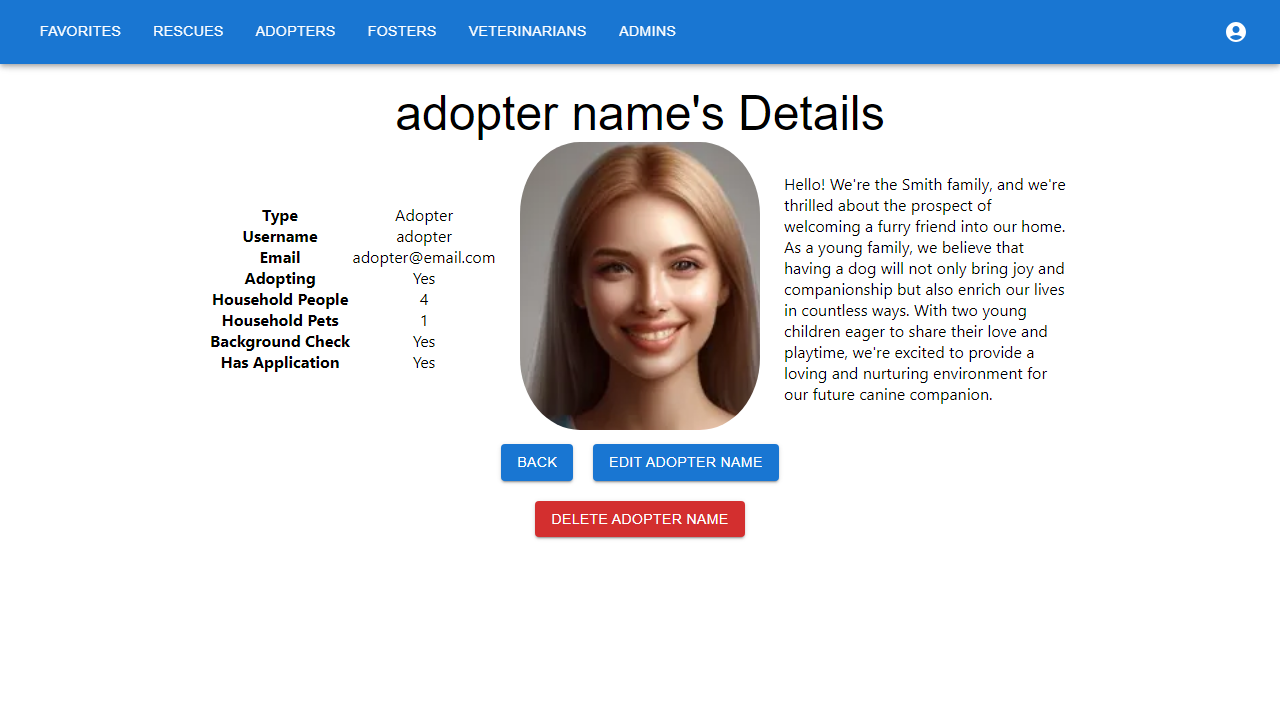 FAVORITES RESCUES ADOPTERS FOSTERS VETERINARIANS ADMINS
adopter name's Details
Type Adopter
Username adopter
Email adopter@email.com
Adopting Yes
Household People 4
Household Pets 1
Background Check Yes
Has Application Yes
Hello! We're the Smith family, and we're
thrilled about the prospect of
welcoming a furry friend into our home.
As a young family, we believe that
having a dog will not only bring joy and
companionship but also enrich our lives
in countless ways. With two young
children eager to share their love and
playtime, we're excited to provide a
loving and nurturing environment for
our future canine companion.
BACK EDIT ADOPTER NAME
DELETE ADOPTER NAME